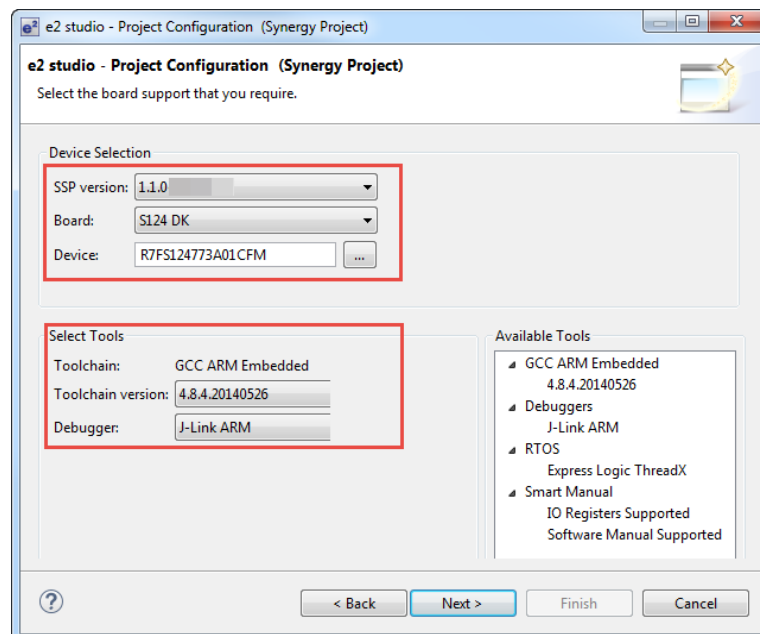 e² e2 studio - Project Configuration (Synergy Project)
e2 studio - Project Configuration (Synergy Project)
Select the board support that you require.
Device Selection
SSP version: 1.1.0
Board: S124 DK
Device: R7FS124773A01CFM ...
Select Tools
Toolchain: GCC ARM Embedded
Toolchain version: 4.8.4.20140526
Debugger: J-Link ARM
Available Tools
GCC ARM Embedded
4.8.4.20140526
Debuggers
J-Link ARM
RTOS
Express Logic ThreadX
Smart Manual
IO Registers Supported
Software Manual Supported
? < Back Next > Finish Cancel